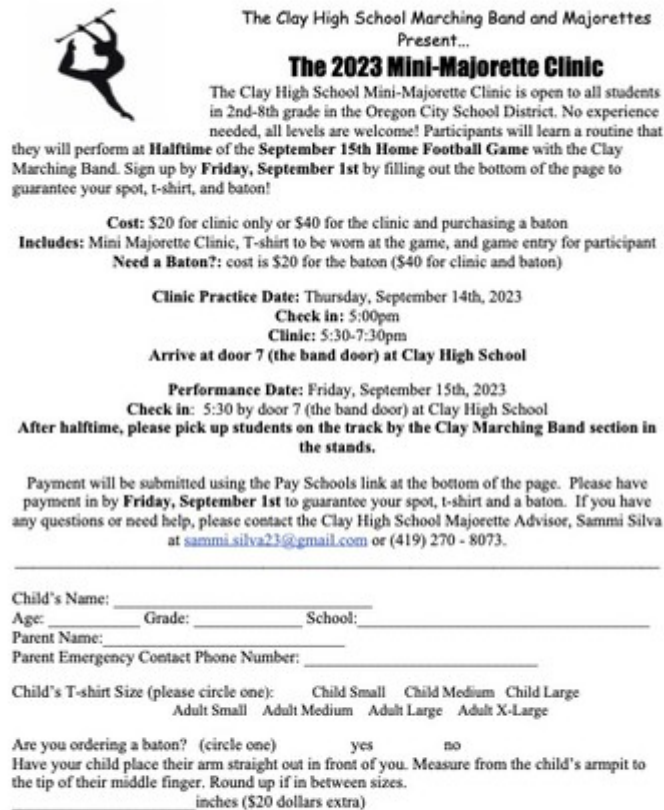 The Clay High School Marching Band and Majorettes
Present...
The 2023 Mini-Majorette Clinic
The Clay High School Mini-Majorette Clinic is open to all students
in 2nd-8th grade in the Oregon City School District. No experience
needed, all levels are welcome! Participants will learn a routine that
they will perform at Halftime of the September 15th Home Football Game with the Clay
Marching Band. Sign up by Friday, September 1st by filling out the bottom of the page to
guarantee your spot, t-shirt, and baton!
Cost: $20 for clinic only or $40 for the clinic and purchasing a baton
Includes: Mini Majorette Clinic, T-shirt to be worn at the game, and game entry for participant
Need a Baton?: cost is $20 for the baton ($40 for clinic and baton)
Clinic Practice Date: Thursday, September 14th, 2023
Check in: 5:00pm
Clinic: 5:30-7:30pm
Arrive at door 7 (the band door) at Clay High School
Performance Date: Friday, September 15th, 2023
Check in: 5:30 by door 7 (the band door) at Clay High School
After halftime, please pick up students on the track by the Clay Marching Band section in
the stands.
Payment will be submitted using the Pay Schools link at the bottom of the page. Please have
payment in by Friday, September 1st to guarantee your spot, t-shirt and a baton. If you have
any questions or need help, please contact the Clay High School Majorette Advisor, Sammi Silva
at sammi.silva23@gmail.com or (419) 270 - 8073.
Child's Name:
Age: Grade: School:
Parent Name:
Parent Emergency Contact Phone Number:
Child's T-shirt Size (please circle one): Child Small Child Medium Child Large
Adult Small Adult Medium Adult Large Adult X-Large
Are you ordering a baton? (circle one) yes no
Have your child place their arm straight out in front of you. Measure from the child's armpit to
the tip of their middle finger. Round up if in between sizes.
inches ($20 dollars extra)